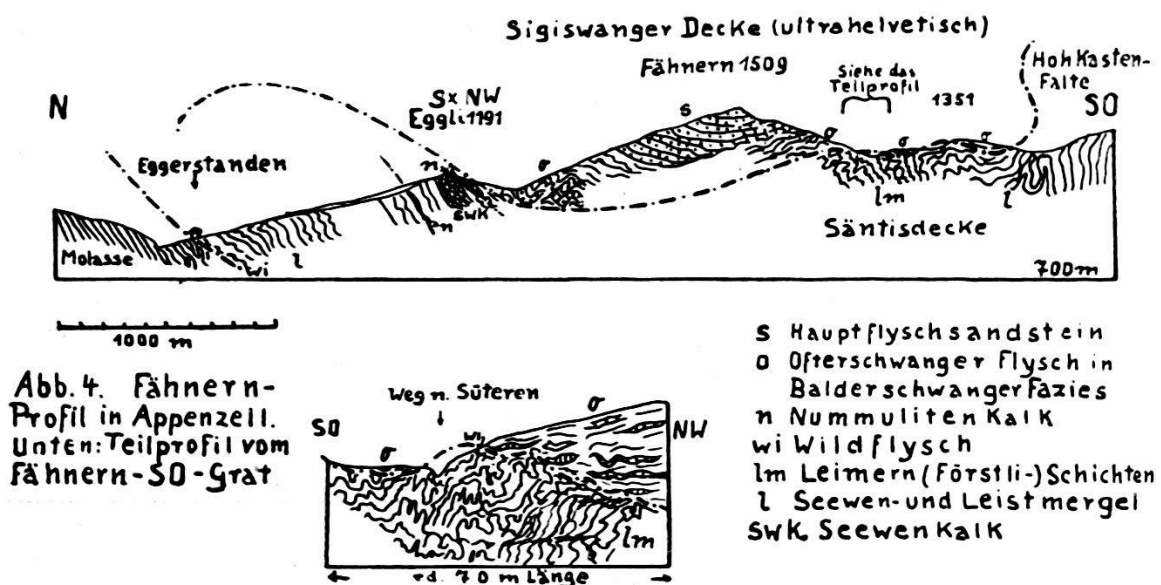 Sigiswanger Decke (ultrahelvetisch)
Fähnern 1509
Siehe das
Teilprofil
1351
Hoh Kasten-
Falte
N
S x NW
Eggli 1191
SO
Eggerstanden
s
n
σ
σ
σ
σ
swk
n
lm
l
Molasse
wi
l
Säntisdecke
700 m
1000 m
Abb. 4. Fähnern-
Profil in Appenzell.
Unten: Teilprofil vom
Fähnern-SO-Grat
Weg n. Süteren
SO
σ
wi
σ
NW
lm
rd. 70 m Länge
s Hauptflyschsandstein
o Ofterschwanger Flysch in
Balderschwanger Fazies
n Nummuliten Kalk
wi Wildflysch
lm Leimern (Förstli-) Schichten
l Seewen- und Leistmergel
swk Seewen Kalk